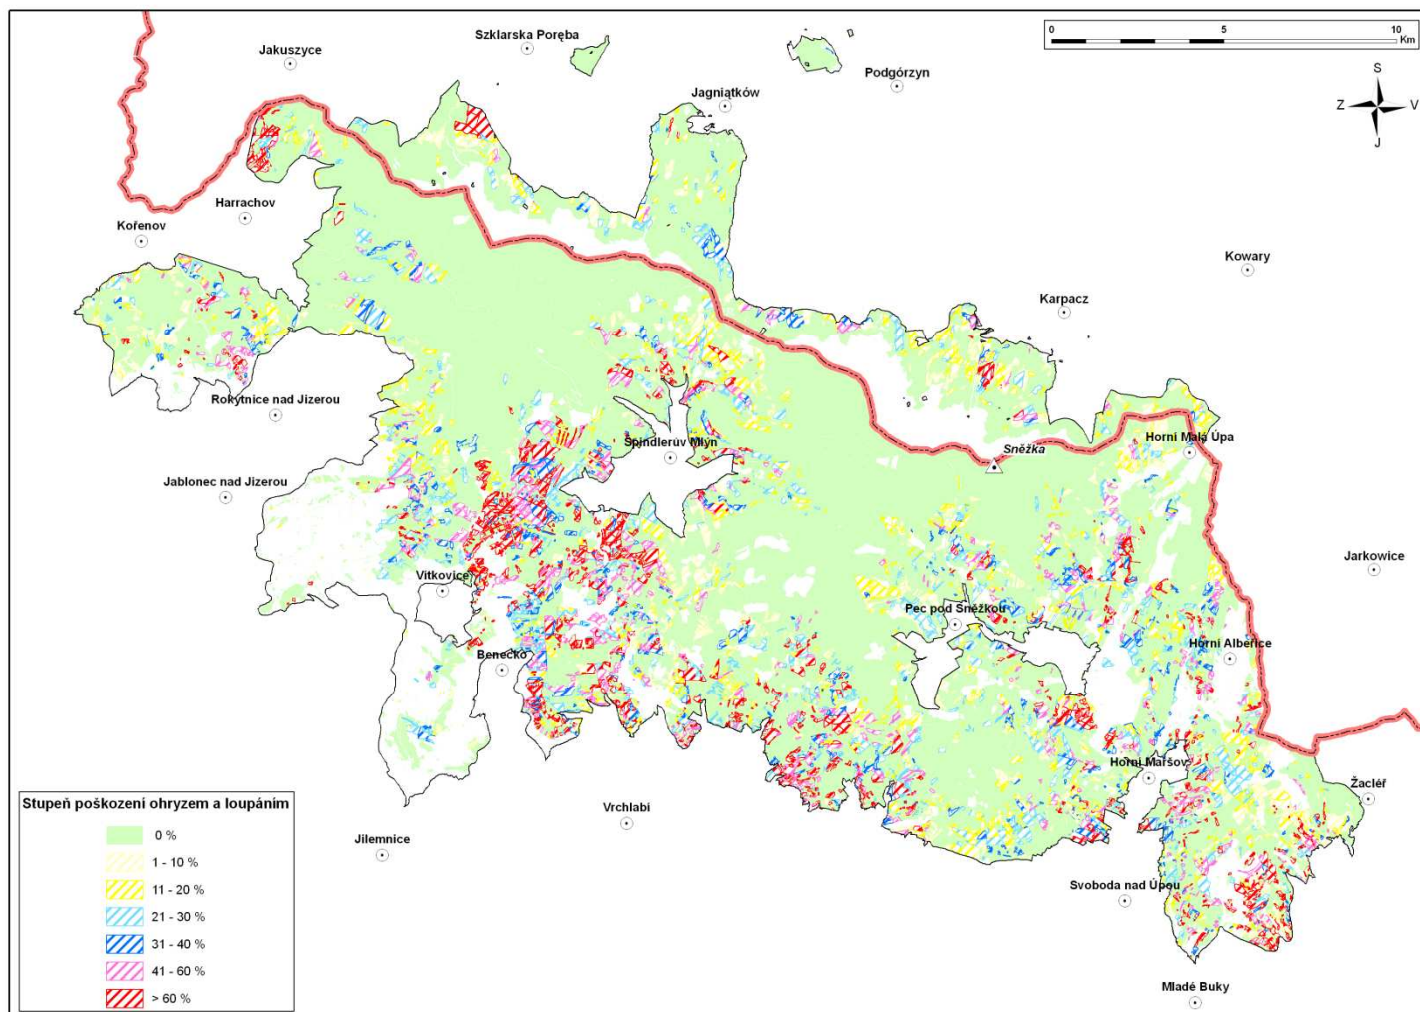 Szklarska Poręba
0 5 10
Km
Jakuszyce
Podgórzyn
S
Jagniątków
Z V
J
Harrachov
Kořenov
Kowary
Karpacz
Rokytnice nad Jizerou
Špindlerův Mlýn
Sněžka
Horní Malá Úpa
Jablonec nad Jizerou
Jarkowice
Vítkovice
Pec pod Sněžkou
Horní Albeřice
Benecko
Horní Maršov
Žacléř
Stupeň poškození ohryzem a loupáním
Vrchlabí
0 %
Jilemnice
1 - 10 %
11 - 20 %
Svoboda nad Úpou
21 - 30 %
31 - 40 %
41 - 60 %
Mladé Buky
> 60 %